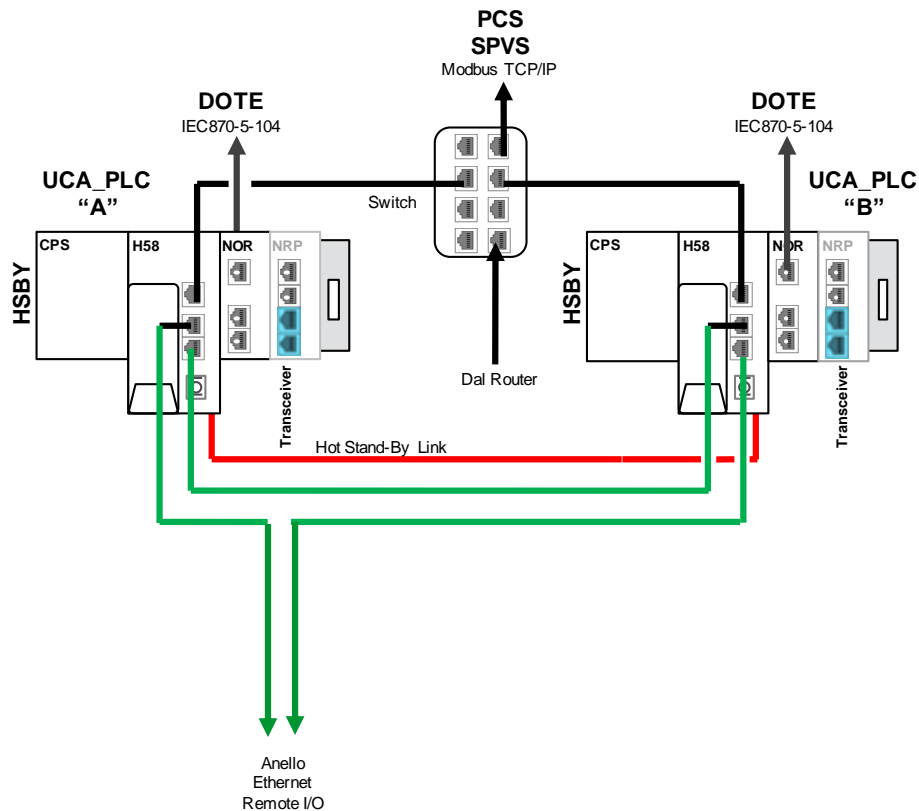 PCS
SPVS
Modbus TCP/IP
DOTE
IEC870-5-104
DOTE
IEC870-5-104
UCA_PLC
“A”
Switch
UCA_PLC
“B”
HSBY
CPS
H58
NOR
NRP
HSBY
CPS
H58
NOR
NRP
Dal Router
Transceiver
Transceiver
Hot Stand-By Link
Anello
Ethernet
Remote I/O